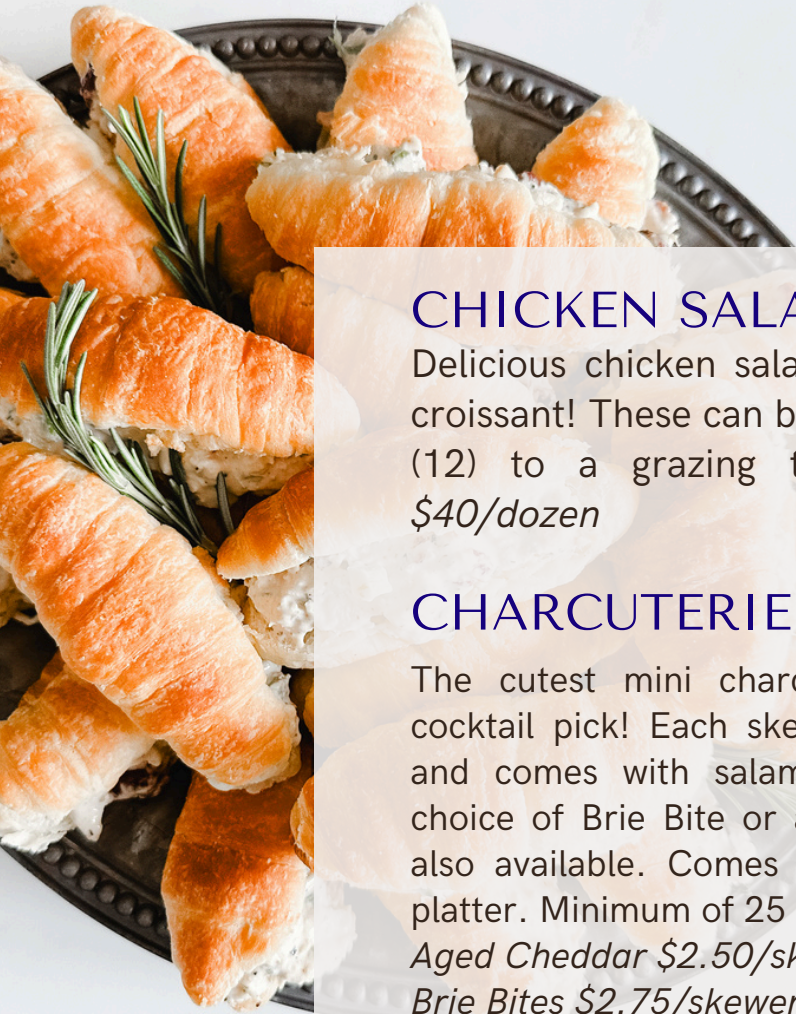 CHICKEN SALA
Delicious chicken sala
croissant! These can b
(12) to a grazing t
$40/dozen
CHARCUTERIE
The cutest mini charc
cocktail pick! Each ske
and comes with salam
choice of Brie Bite or a
also available. Comes
platter. Minimum of 25
Aged Cheddar $2.50/sk
Brie Bites $2.75/skewer